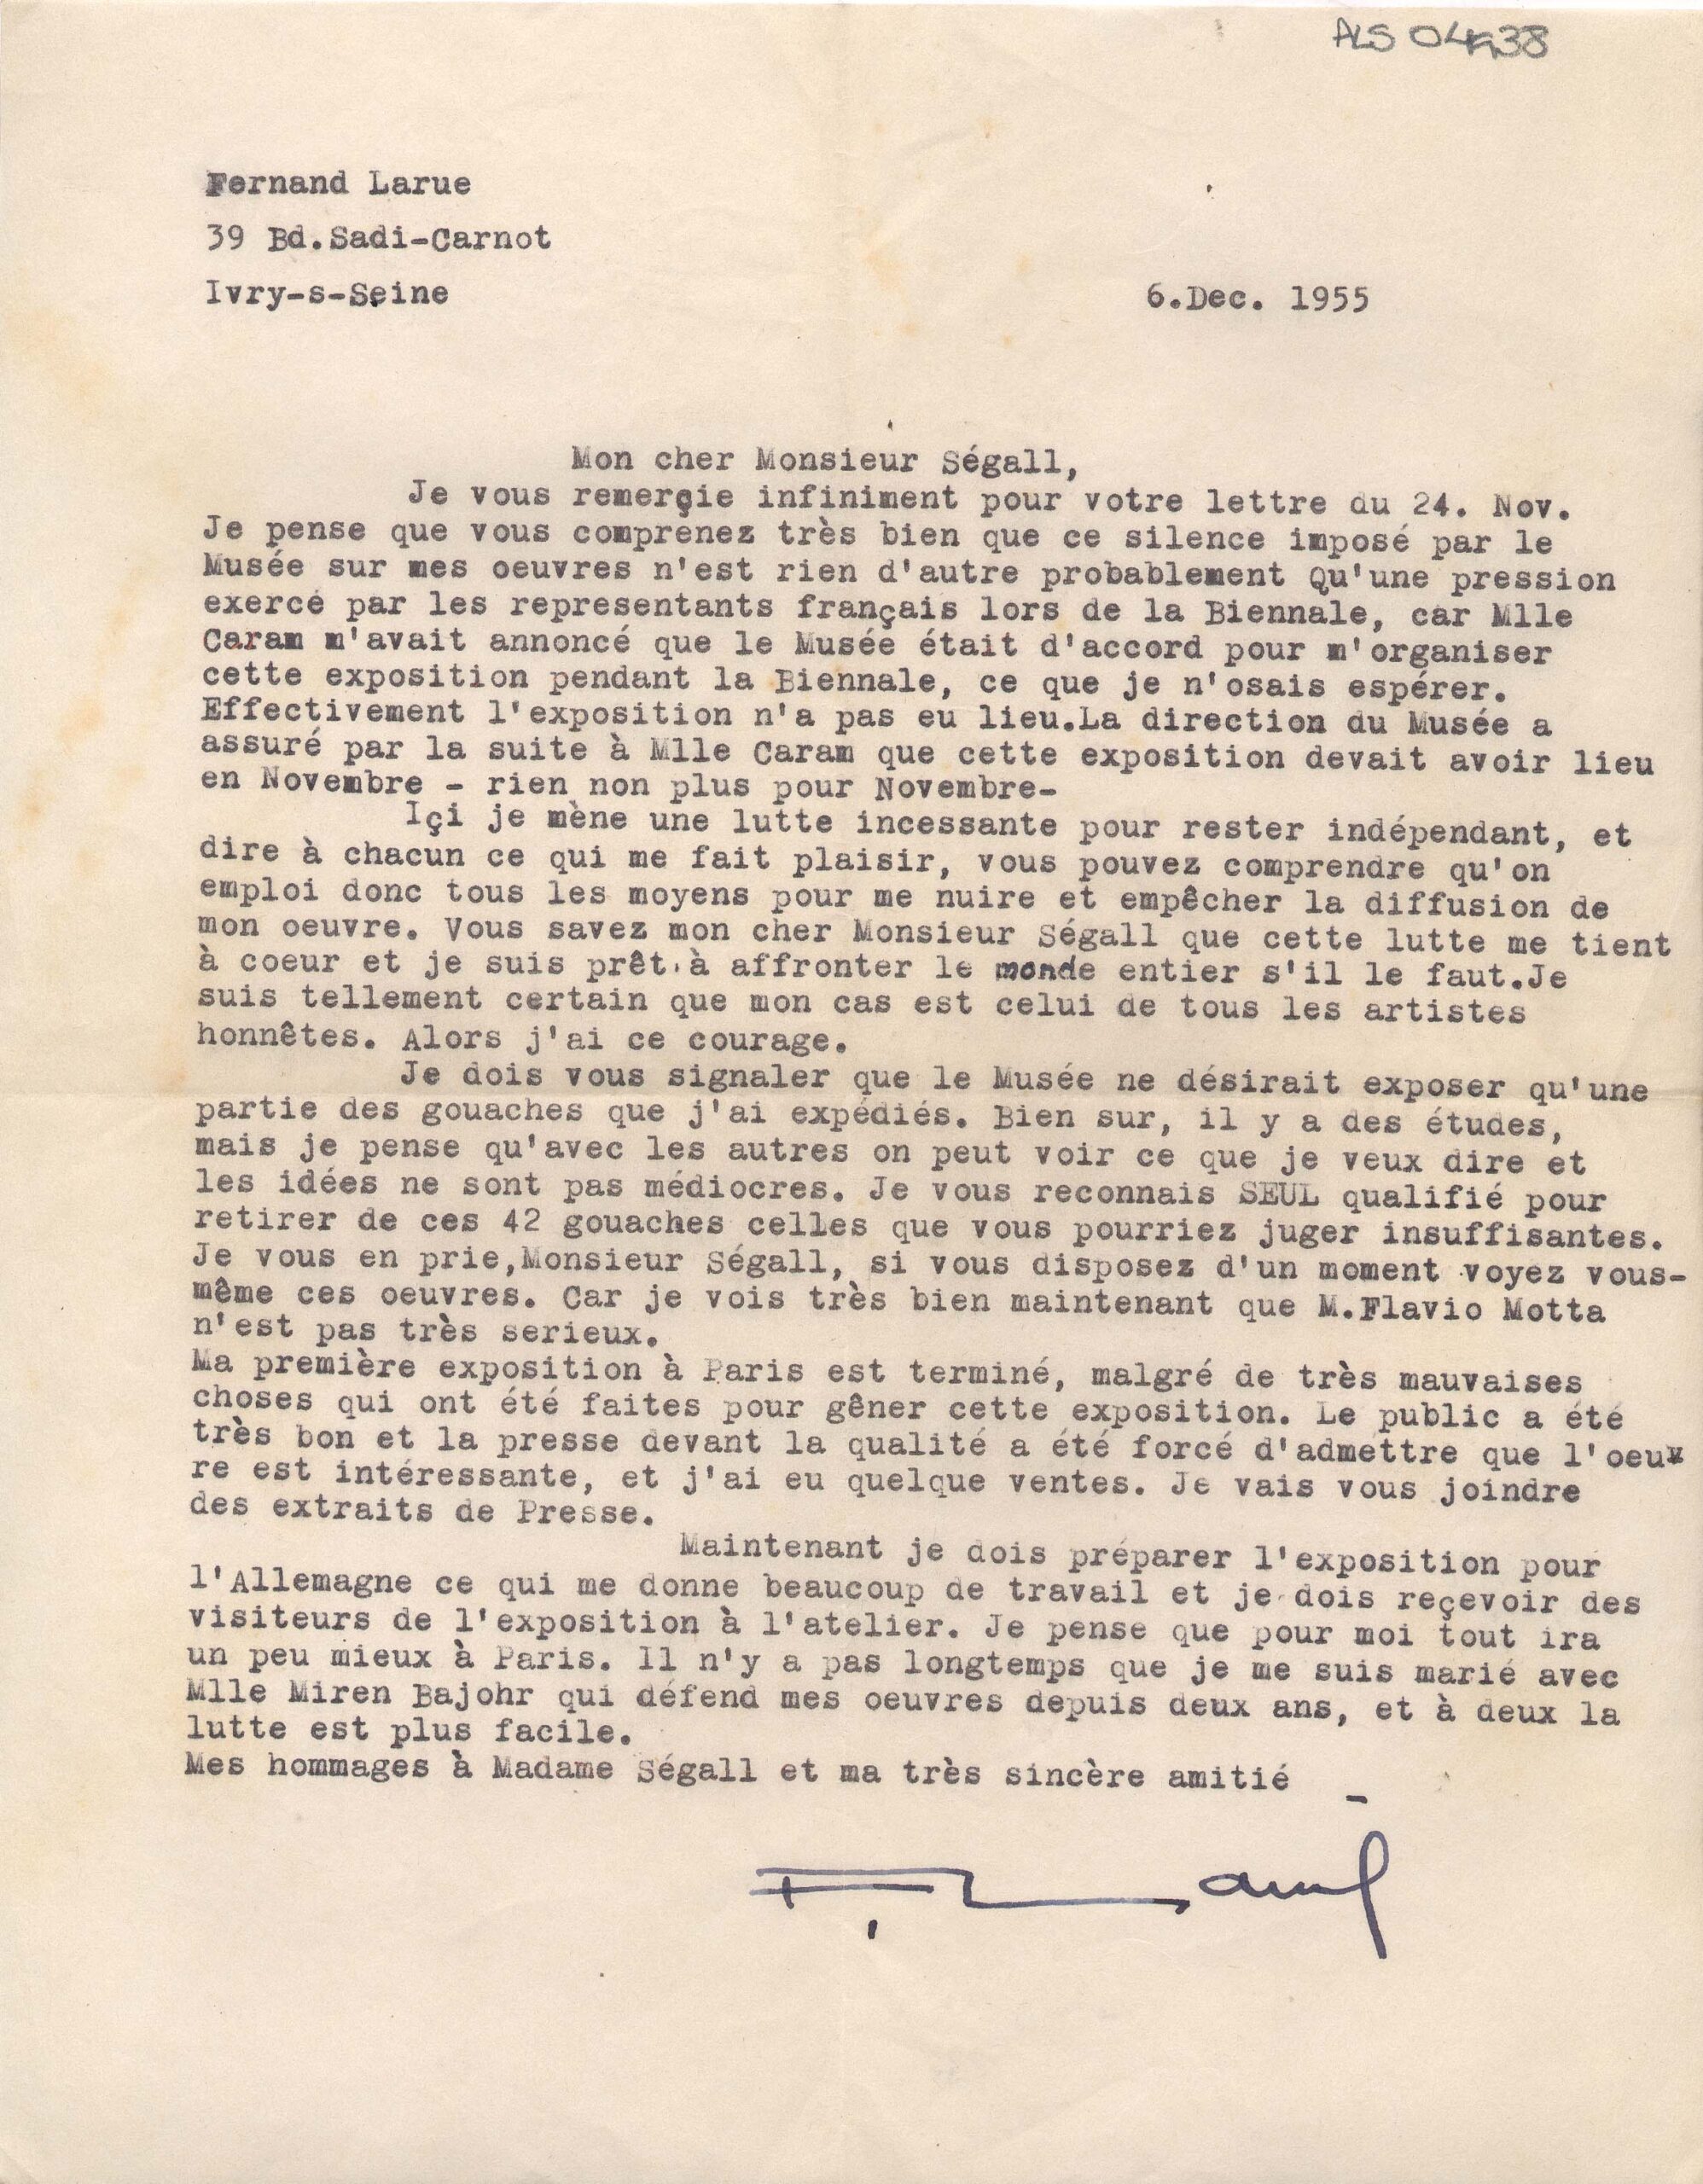 Fernand Larue
39 Bd.Sadi-Carnot
Ivry-s-Seine
6.Dec. 1955
Mon cher Monsieur Ségall,
Je vous remerçie infiniment pour votre lettre du 24. Nov.
Je pense que vous comprenez très bien que ce silence imposé par le
Musée sur mes oeuvres n'est rien d'autre probablement Qu'une pression
exercé par les representants français lors de la Biennale, car Mlle
Caram m'avait annoncé que le Musée était d'accord pour m'organiser
cette exposition pendant la Biennale, ce que je n'osais espérer.
Effectivement l'exposition n'a pas eu lieu.La direction du Musée a
assuré par la suite à Mlle Caram que cette exposition devait avoir lieu
en Novembre - rien non plus pour Novembre-
Içi je mène une lutte incessante pour rester indépendant, et
dire à chacun ce qui me fait plaisir, vous pouvez comprendre qu'on
emploi donc tous les moyens pour me nuire et empêcher la diffusion de
mon oeuvre. Vous savez mon cher Monsieur Ségall que cette lutte me tient
à coeur et je suis prêt à affronter le monde entier s'il le faut.Je
suis tellement certain que mon cas est celui de tous les artistes
honnêtes. Alors j'ai ce courage.
Je dois vous signaler que le Musée ne désirait exposer qu'une
partie des gouaches que j'ai expédiés. Bien sur, il y a des études,
mais je pense qu'avec les autres on peut voir ce que je veux dire et
les idées ne sont pas médiocres. Je vous reconnais SEUL qualifié pour
retirer de ces 42 gouaches celles que vous pourriez juger insuffisantes.
Je vous en prie,Monsieur Ségall, si vous disposez d'un moment voyez vous-
même ces oeuvres. Car je vois très bien maintenant que M.Flavio Motta
n'est pas très serieux.
Ma première exposition à Paris est terminé, malgré de très mauvaises
choses qui ont été faites pour gêner cette exposition. Le public a été
très bon et la presse devant la qualité a été forcé d'admettre que l'oeuv
re est intéressante, et j'ai eu quelque ventes. Je vais vous joindre
des extraits de Presse.
Maintenant je dois préparer l'exposition pour
l'Allemagne ce qui me donne beaucoup de travail et je dois reçevoir des
visiteurs de l'exposition à l'atelier. Je pense que pour moi tout ira
un peu mieux à Paris. Il n'y a pas longtemps que je me suis marié avec
Mlle Miren Bajohr qui défend mes oeuvres depuis deux ans, et à deux la
lutte est plus facile.
Mes hommages à Madame Ségall et ma très sincère amitié